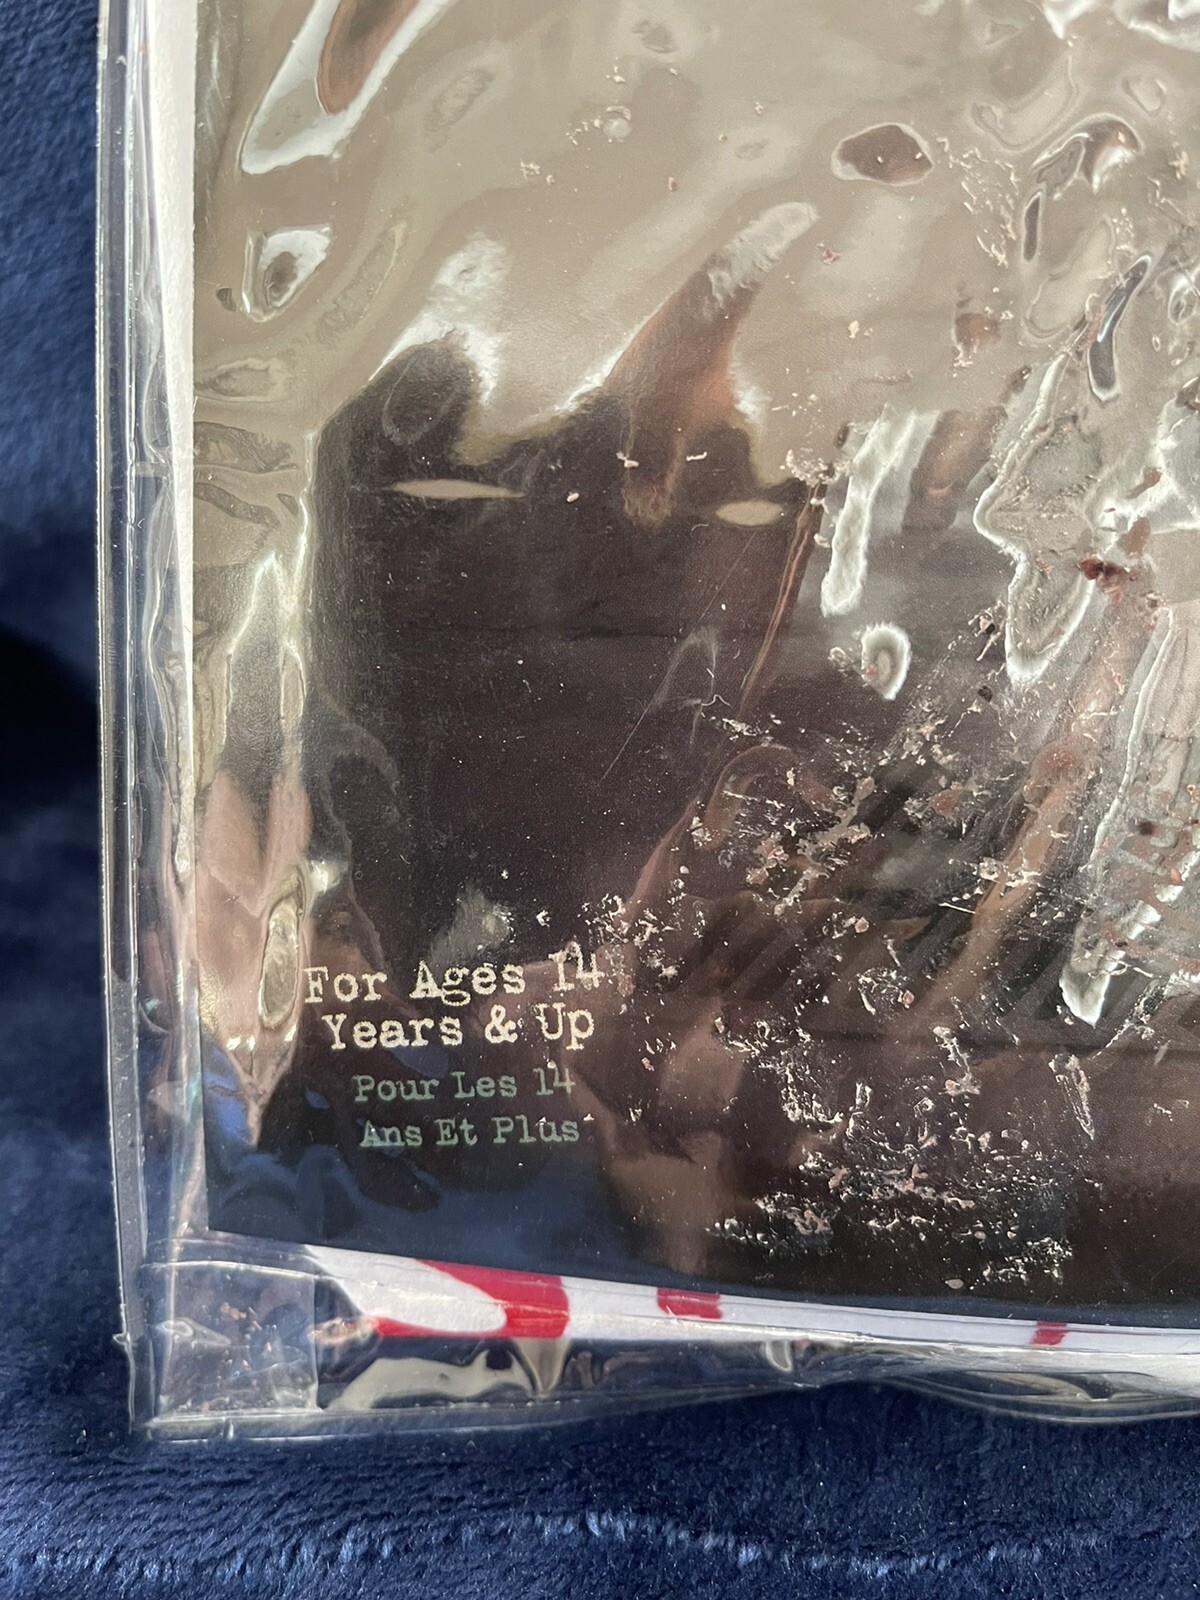 For Ages 14
Years & Up
Pour Les 14
Ans Et Plus